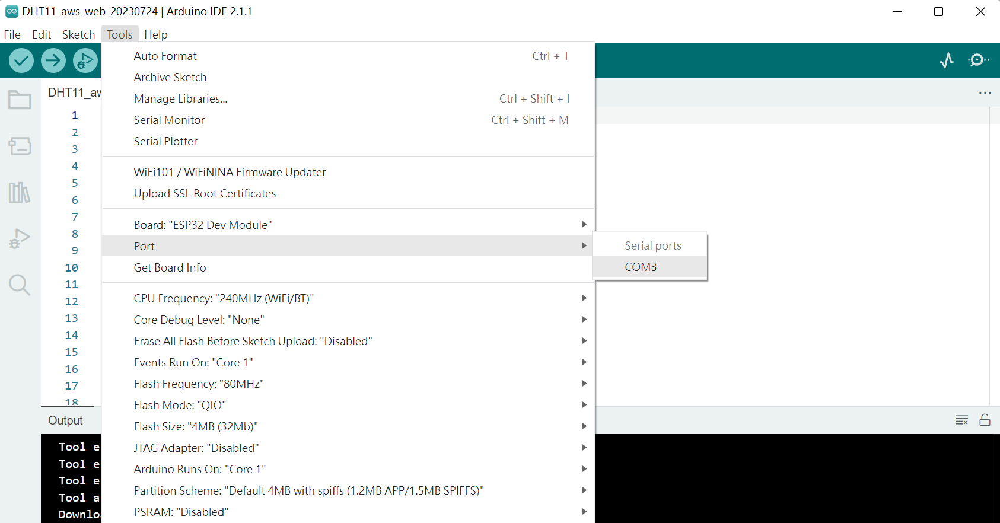 DHT11_aws_web_20230724 | Arduino IDE 2.1.1
File Edit Sketch Tools Help
DHT11_aw
Auto Format Ctrl + T
Archive Sketch
Manage Libraries... Ctrl + Shift + I
Serial Monitor Ctrl + Shift + M
Serial Plotter
WiFi101 / WiFiNINA Firmware Updater
Upload SSL Root Certificates
Board: "ESP32 Dev Module"
Port
Serial ports
COM3
Get Board Info
CPU Frequency: "240MHz (WiFi/BT)"
Core Debug Level: "None"
Erase All Flash Before Sketch Upload: "Disabled"
Events Run On: "Core 1"
Flash Frequency: "80MHz"
Flash Mode: "QIO"
Flash Size: "4MB (32Mb)"
JTAG Adapter: "Disabled"
Arduino Runs On: "Core 1"
Partition Scheme: "Default 4MB with spiffs (1.2MB APP/1.5MB SPIFFS)"
PSRAM: "Disabled"
1
2
3
4
5
6
7
8
9
10
11
12
13
14
15
16
17
18
Output
Tool e
Tool e
Tool e
Tool a
Downlo